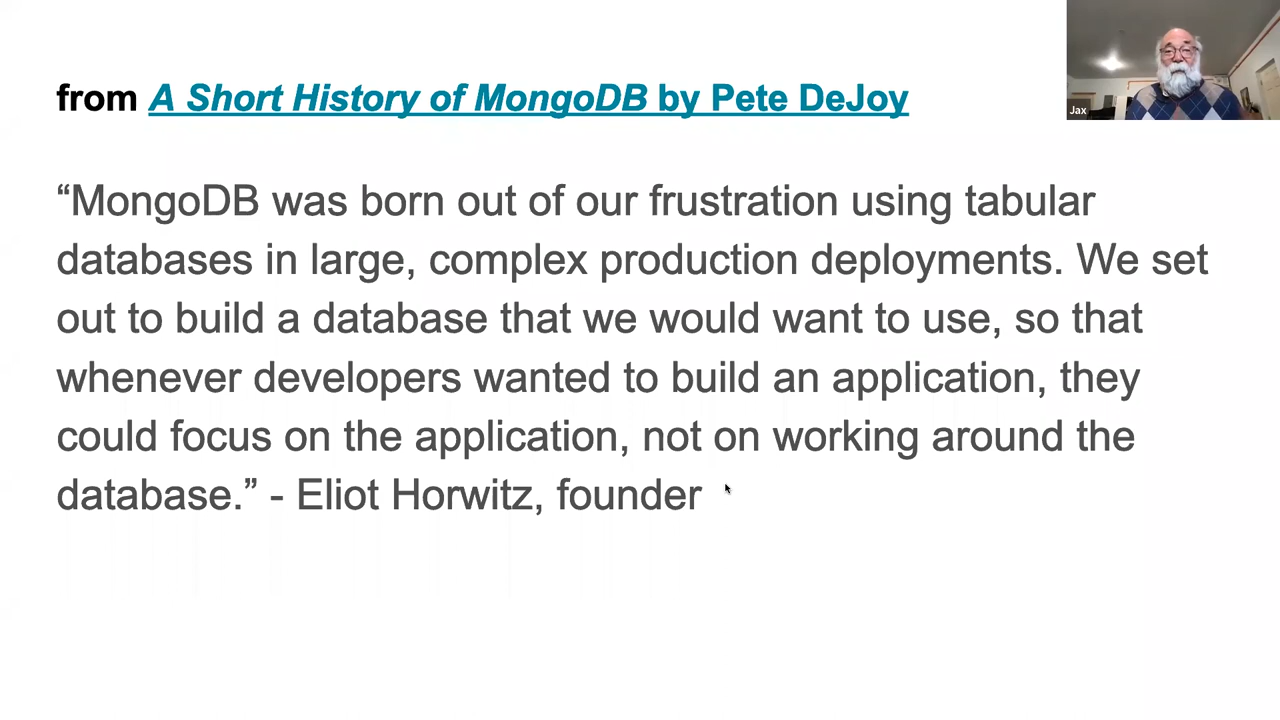 from A Short History of MongoDB by Pete DeJoy
Jax
“MongoDB was born out of our frustration using tabular
databases in large, complex production deployments. We set
out to build a database that we would want to use, so that
whenever developers wanted to build an application, they
could focus on the application, not on working around the
database.” - Eliot Horwitz, founder